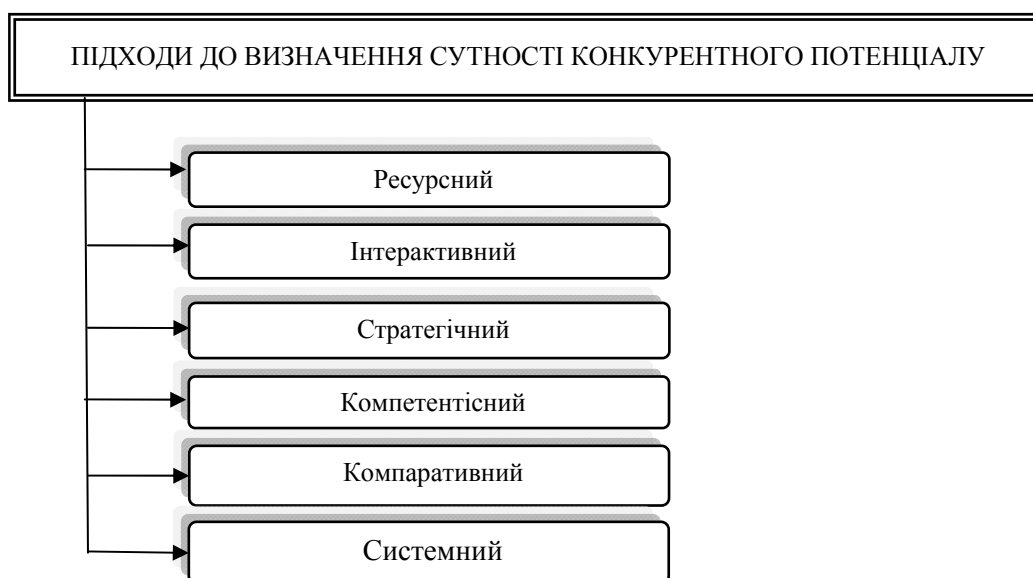 ПІДХОДИ ДО ВИЗНАЧЕННЯ СУТНОСТІ КОНКУРЕНТНОГО ПОТЕНЦІАЛУ
Ресурсний
Інтерактивний
Стратегічний
Компетентісний
Компаративний
Системний